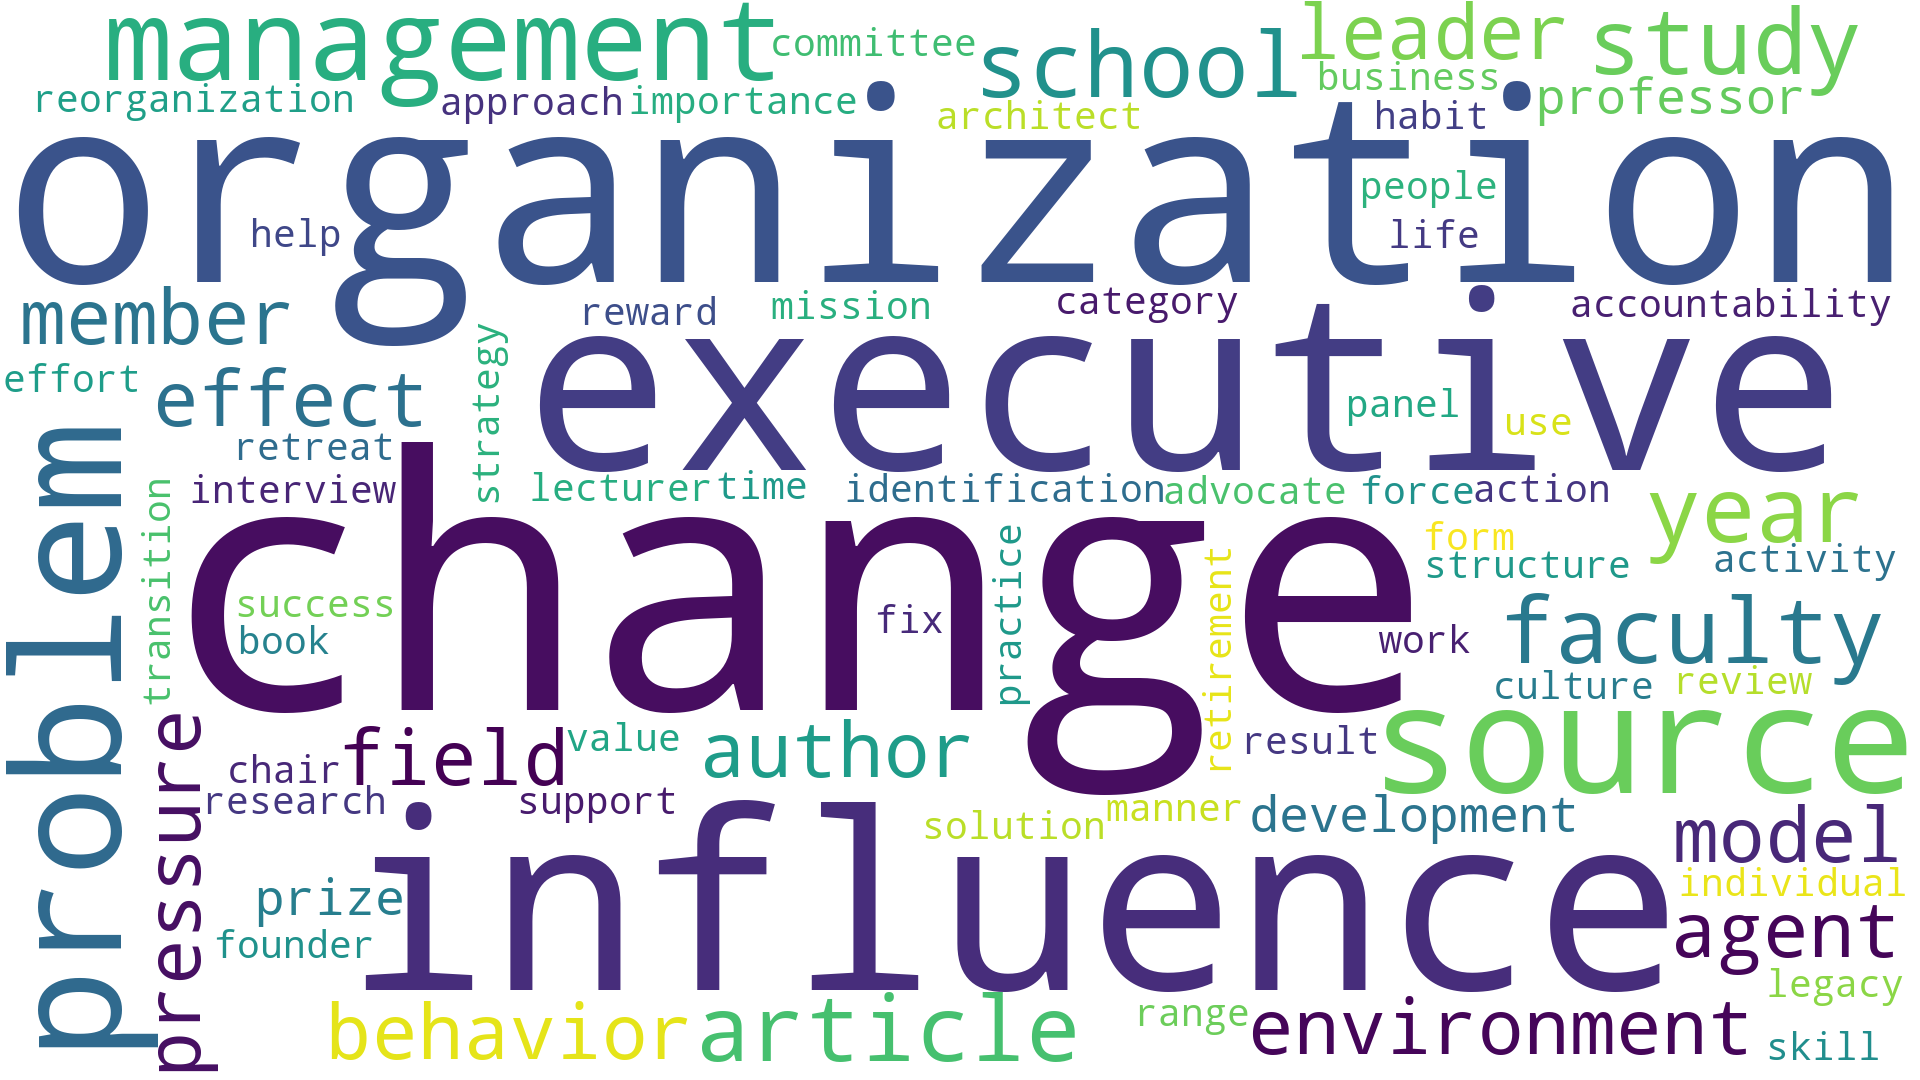 management
committee
school
leader
study
reorganization
approach
importance
architect
business
habit
professor
organization
help
people
life
member
reward
mission
category
accountability
effort
effect
strategy
executive
panel
use
retreat
problem
interview
lecturer
time
identification
advocate
force
action
year
transition
change
practice
form
structure
activity
success
book
fix
retirement
work
faculty
culture
review
pressure
field
value
author
result
source
chair
research
support
solution
manner
development
model
influence
prize
founder
individual
agent
legacy
behavior
article
range
environment
skill